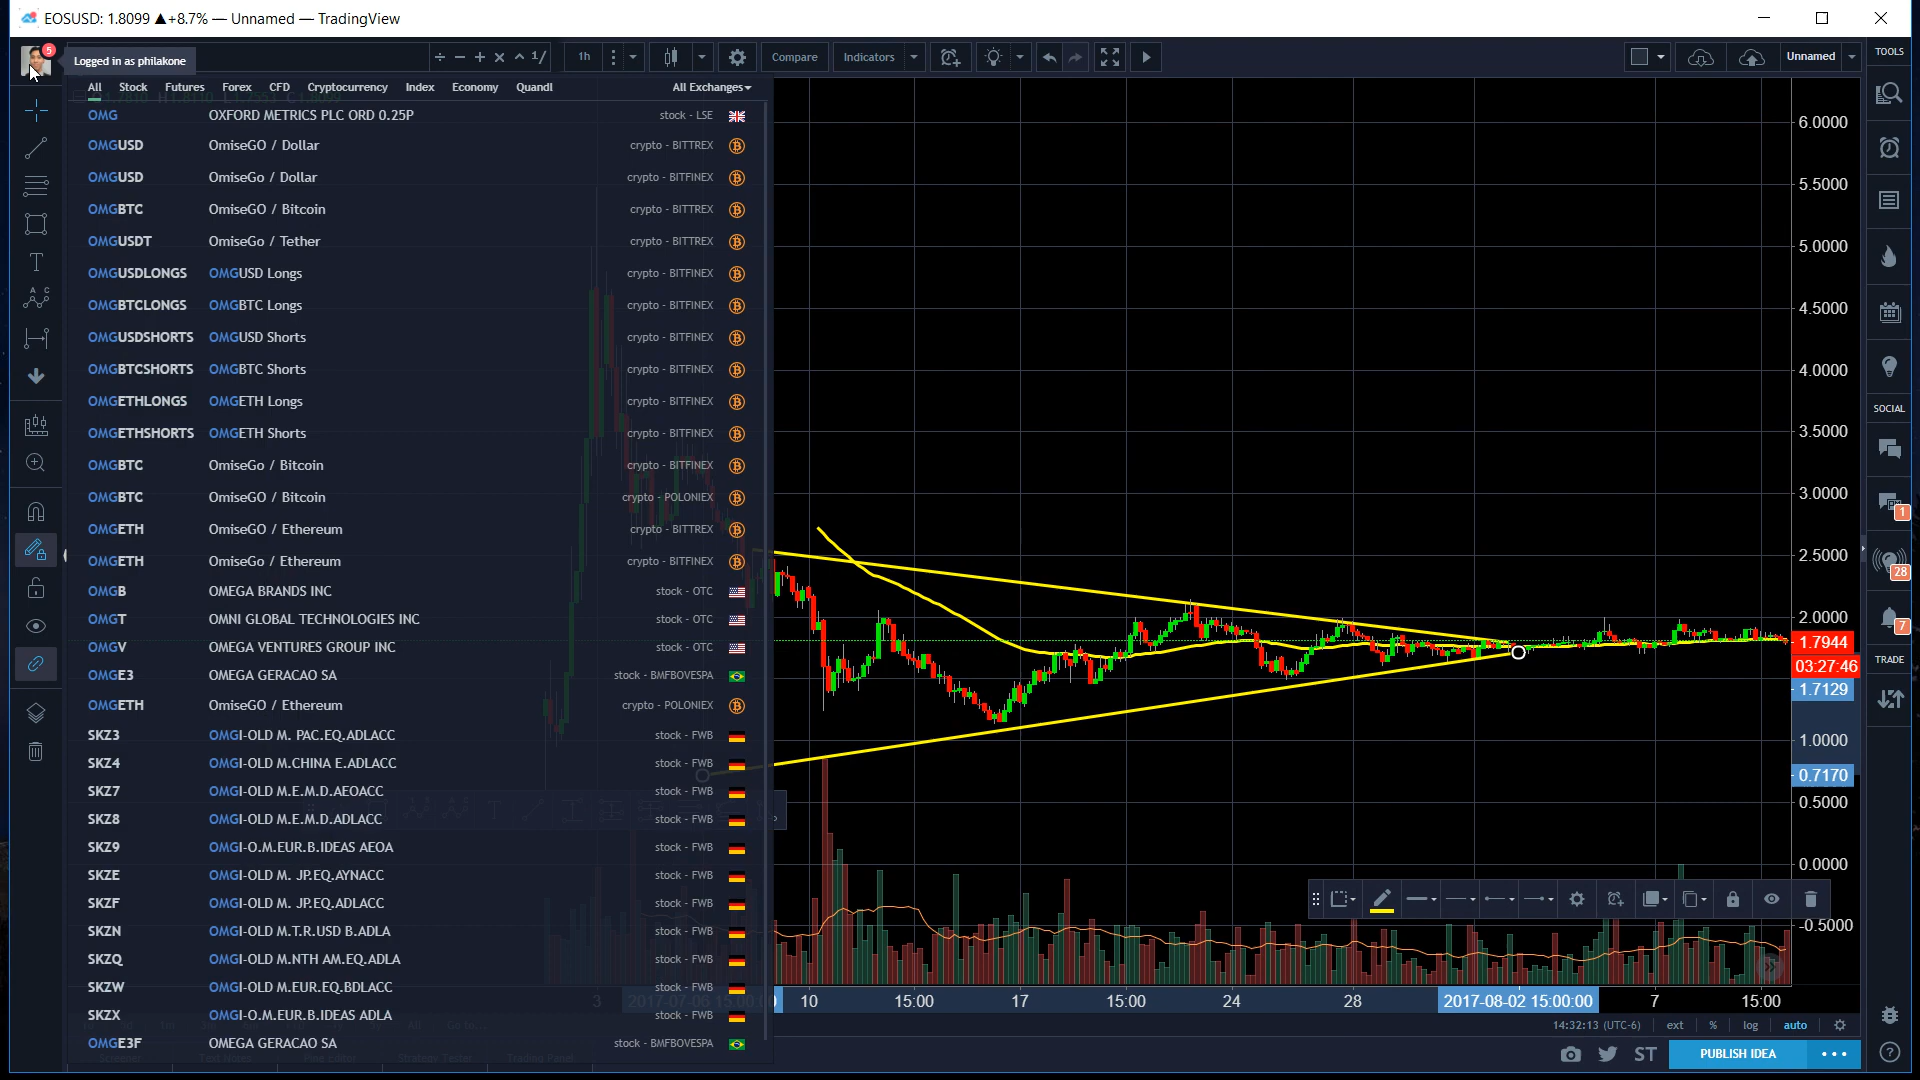 EOSUSD: 1.8099 ▲+8.7% — Unnamed — TradingView
5
Logged in as philakone
÷ − + × ^ 1/
1h
Compare
Indicators
Unnamed
TOOLS
All Stock Futures Forex CFD Cryptocurrency Index Economy Quandl All Exchanges
OMG OXFORD METRICS PLC ORD 0.25P stock - LSE
OMGUSD OmiseGO / Dollar crypto - BITTREX
OMGUSD OmiseGo / Dollar crypto - BITFINEX
OMGBTC OmiseGO / Bitcoin crypto - BITTREX
OMGUSDT OmiseGo / Tether crypto - BITTREX
OMGUSDLONGS OMGUSD Longs crypto - BITFINEX
OMGBTCLONGS OMGBTC Longs crypto - BITFINEX
OMGUSDSHORTS OMGUSD Shorts crypto - BITFINEX
OMGBTCSHORTS OMGBTC Shorts crypto - BITFINEX
OMGETHLONGS OMGETH Longs crypto - BITFINEX
OMGETHSHORTS OMGETH Shorts crypto - BITFINEX
OMGBTC OmiseGo / Bitcoin crypto - BITFINEX
OMGBTC OmiseGO / Bitcoin crypto - POLONIEX
OMGETH OmiseGO / Ethereum crypto - BITTREX
OMGETH OmiseGo / Ethereum crypto - BITFINEX
OMGB OMEGA BRANDS INC stock - OTC
OMGT OMNI GLOBAL TECHNOLOGIES INC stock - OTC
OMGV OMEGA VENTURES GROUP INC stock - OTC
OMGE3 OMEGA GERACAO SA stock - BMFBOVESPA
OMGETH OmiseGO / Ethereum crypto - POLONIEX
SKZ3 OMGI-OLD M. PAC.EQ.ADLACC stock - FWB
SKZ4 OMGI-OLD M.CHINA E.ADLACC stock - FWB
SKZ7 OMGI-OLD M.E.M.D.AEOACC stock - FWB
SKZ8 OMGI-OLD M.E.M.D.ADLACC stock - FWB
SKZ9 OMGI-O.M.EUR.B.IDEAS AEOA stock - FWB
SKZE OMGI-OLD M. JP.EQ.AYNACC stock - FWB
SKZF OMGI-OLD M. JP.EQ.ADLACC stock - FWB
SKZN OMGI-OLD M.T.R.USD B.ADLA stock - FWB
SKZQ OMGI-OLD M.NTH AM.EQ.ADLA stock - FWB
SKZW OMGI-OLD M.EUR.EQ.BDLACC stock - FWB
SKZX OMGI-O.M.EUR.B.IDEAS ADLA stock - FWB
OMGE3F OMEGA GERACAO SA stock - BMFBOVESPA
6.0000
5.5000
5.0000
4.5000
4.0000
3.5000
3.0000
2.5000
2.0000
1.7944
03:27:46
1.7129
1.0000
0.7170
0.5000
0.0000
-0.5000
3 2017-07-06 15:00:00 10 15:00 17 15:00 24 28 2017-08-02 15:00:00 7 15:00
14:32:13 (UTC-6) ext % log auto
ST PUBLISH IDEA •••
SOCIAL
1
28
7
TRADE